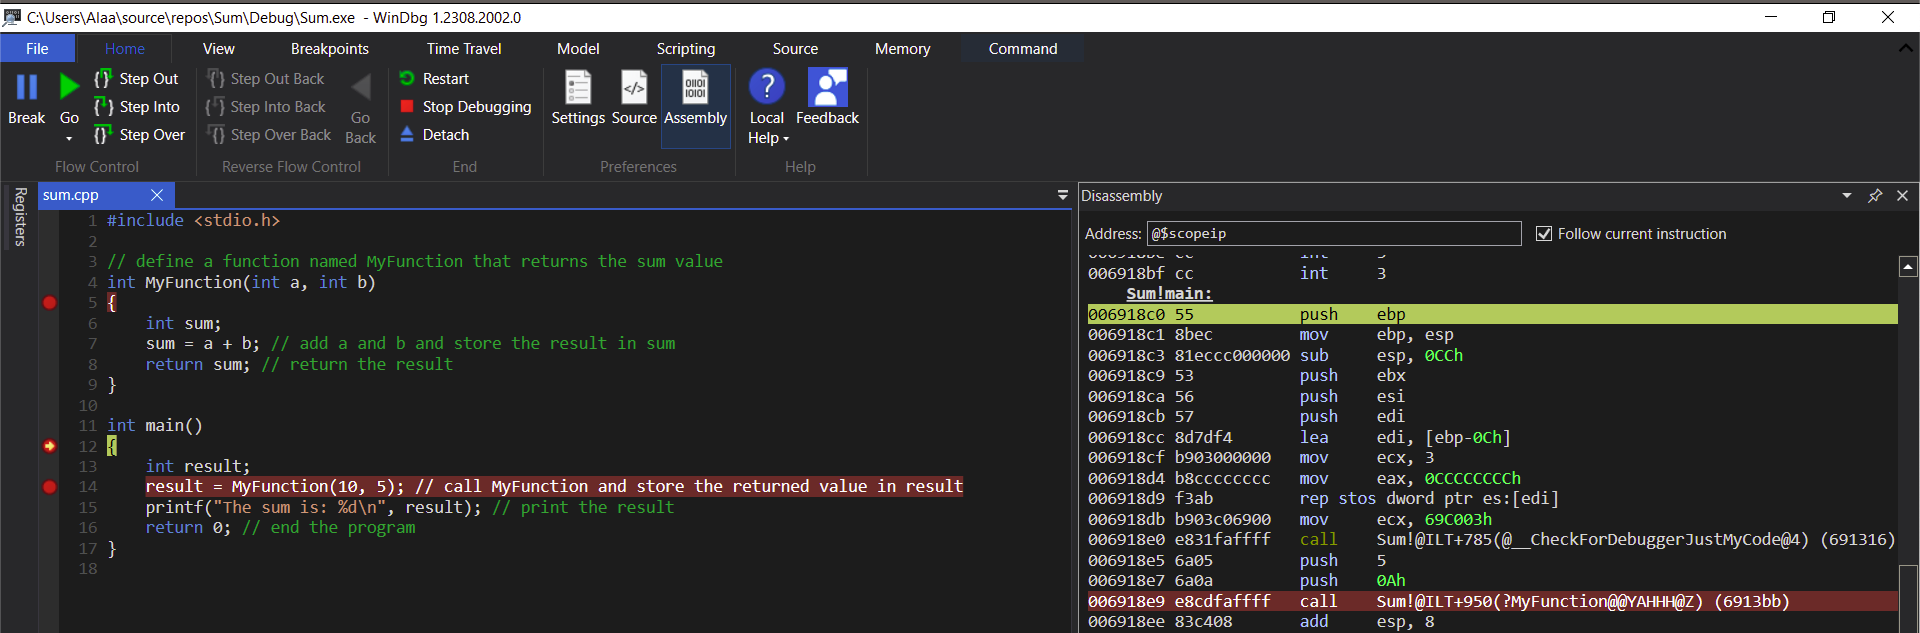 C:\Users\Alaa\source\repos\Sum\Debug\Sum.exe - WinDbg 1.2308.2002.0
File Home View Breakpoints Time Travel Model Scripting Source Memory Command
Break
Go
Step Out
Step Into
Step Over
Flow Control
Step Out Back
Step Into Back
Step Over Back
Go
Back
Reverse Flow Control
Restart
Stop Debugging
Detach
End
Settings Source Assembly
Preferences
Local
Help
Feedback
Help
Registers
sum.cpp
1 #include <stdio.h>
2
3 // define a function named MyFunction that returns the sum value
4 int MyFunction(int a, int b)
5 {
6 int sum;
7 sum = a + b; // add a and b and store the result in sum
8 return sum; // return the result
9 }
10
11 int main()
12 {
13 int result;
14 result = MyFunction(10, 5); // call MyFunction and store the returned value in result
15 printf("The sum is: %d\n", result); // print the result
16 return 0; // end the program
17 }
18
Disassembly
Address: @$scopeip Follow current instruction
006918bf cc int 3
Sum!main:
006918c0 55 push ebp
006918c1 8bec mov ebp, esp
006918c3 81eccc000000 sub esp, 0CCh
006918c9 53 push ebx
006918ca 56 push esi
006918cb 57 push edi
006918cc 8d7df4 lea edi, [ebp-0Ch]
006918cf b903000000 mov ecx, 3
006918d4 b8cccccccc mov eax, 0CCCCCCCCh
006918d9 f3ab rep stos dword ptr es:[edi]
006918db b903c06900 mov ecx, 69C003h
006918e0 e831faffff call Sum!@ILT+785(@__CheckForDebuggerJustMyCode@4) (691316)
006918e5 6a05 push 5
006918e7 6a0a push 0Ah
006918e9 e8cdfaffff call Sum!@ILT+950(?MyFunction@@YAHHH@Z) (6913bb)
006918ee 83c408 add esp, 8